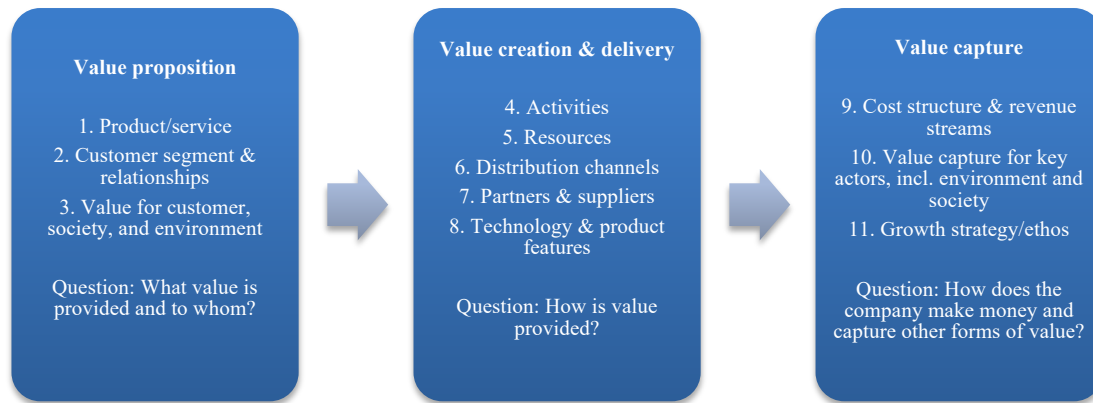 Value proposition
1. Product/service
2. Customer segment &
relationships
3. Value for customer,
society, and environment
Question: What value is
provided and to whom?
Value creation & delivery
4. Activities
5. Resources
6. Distribution channels
7. Partners & suppliers
8. Technology & product
features
Question: How is value
provided?
Value capture
9. Cost structure & revenue
streams
10. Value capture for key
actors, incl. environment and
society
11. Growth strategy/ethos
Question: How does the
company make money and
capture other forms of value?